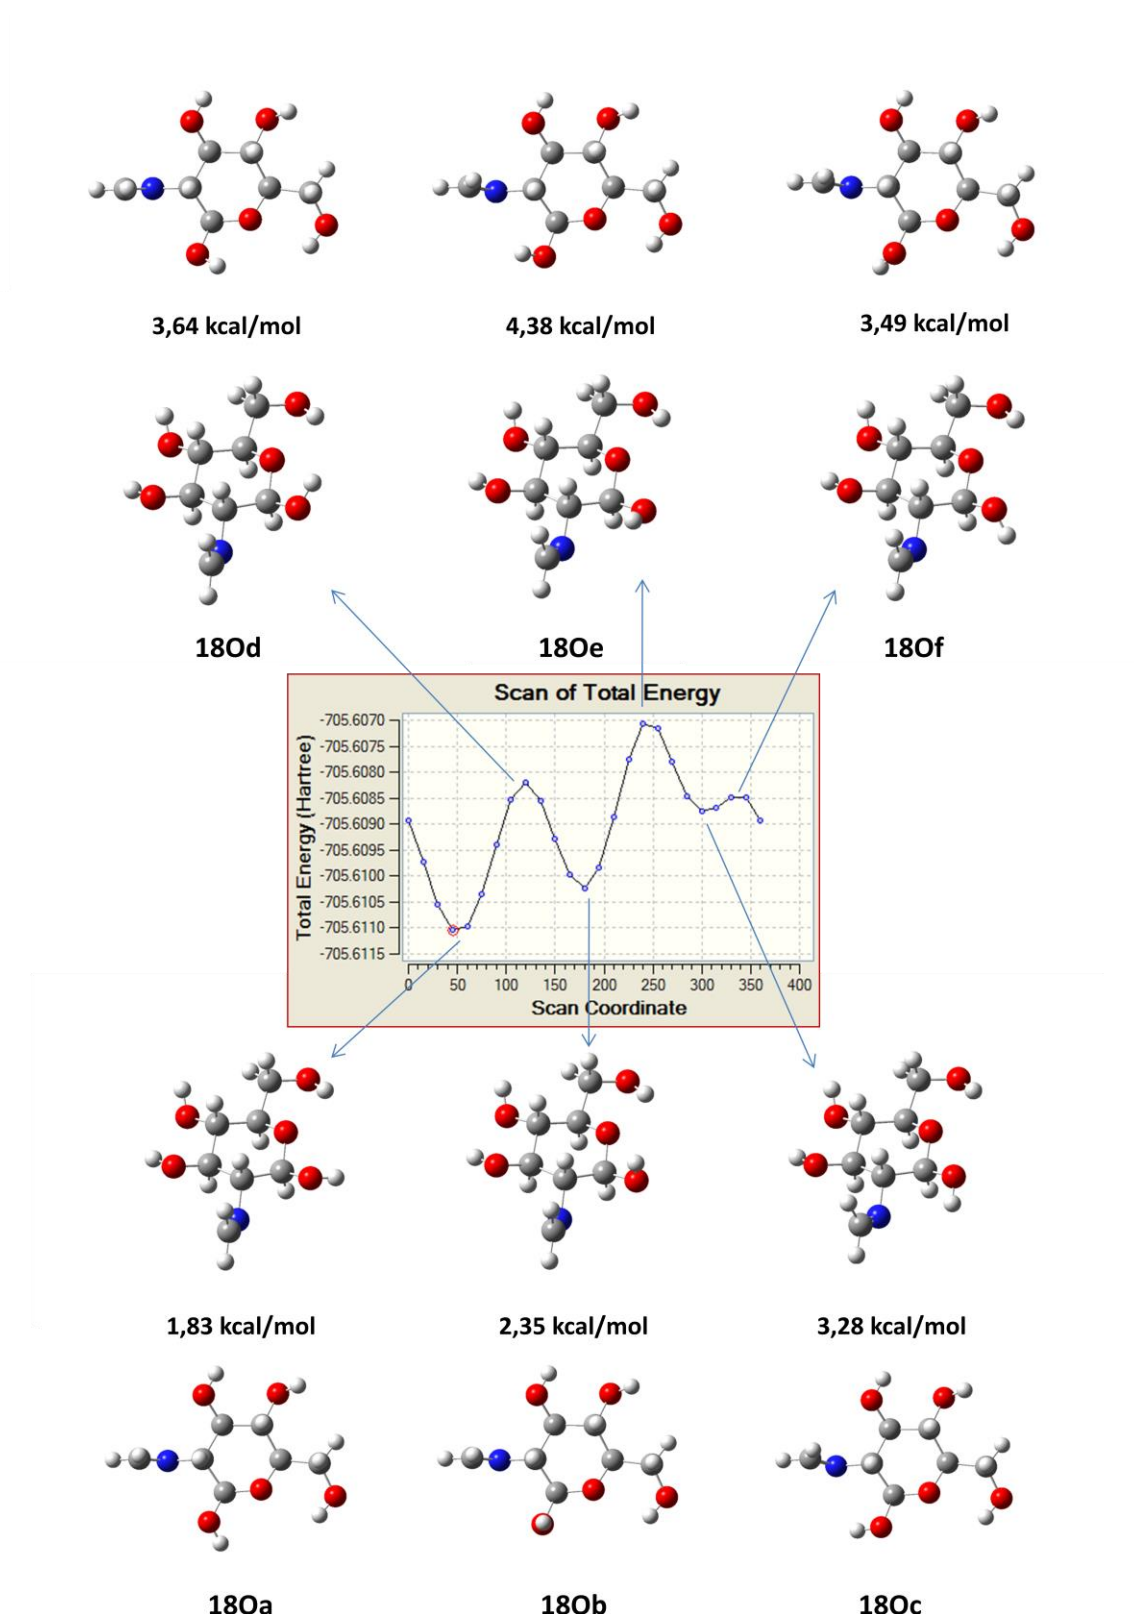 3,64 kcal/mol
4,38 kcal/mol
3,49 kcal/mol
18Od
18Oe
18Of
Scan of Total Energy
Total Energy (Hartree)
-705.6070
-705.6075
-705.6080
-705.6085
-705.6090
-705.6095
-705.6100
-705.6105
-705.6110
-705.6115
0 50 100 150 200 250 300 350 400
Scan Coordinate
1,83 kcal/mol
2,35 kcal/mol
3,28 kcal/mol
18Oa
18Ob
18Oc